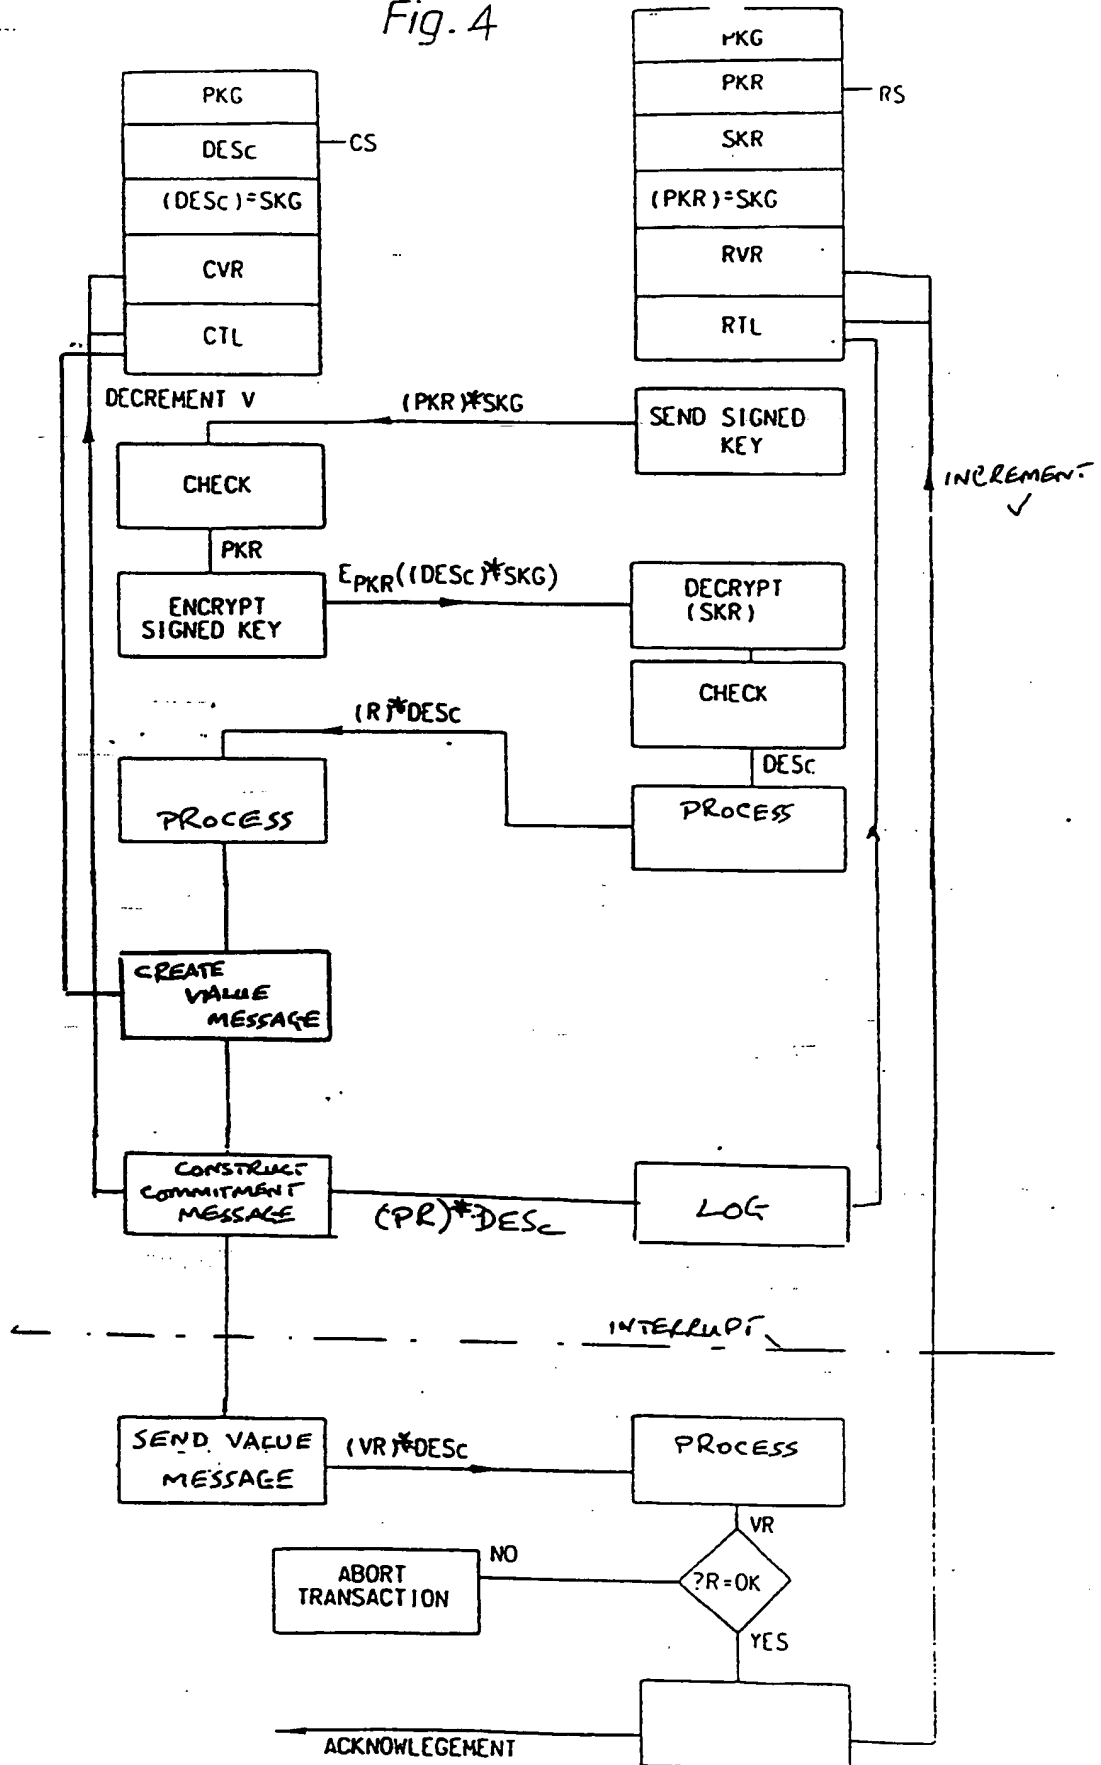 Fig. 4
PKG
DESc
CS
(DESc)*SKG
CVR
CTL
PKG
PKR
RS
SKR
(PKR)*SKG
RVR
RTL
DECREMENT V
(PKR)*SKG
SEND SIGNED
KEY
INCREMENT
V
CHECK
PKR
ENCRYPT
SIGNED KEY
EPKR((DESc)*SKG)
DECRYPT
(SKR)
CHECK
DESc
(R)*DESc
PROCESS
PROCESS
CREATE
VALUE
MESSAGE
CONSTRUCT
COMMITMENT
MESSAGE
(PR)*DESc
LOG
INTERRUPT
SEND VALUE
MESSAGE
(VR)*DESc
PROCESS
VR
?R=OK
NO
ABORT
TRANSACTION
YES
ACKNOWLEGEMENT